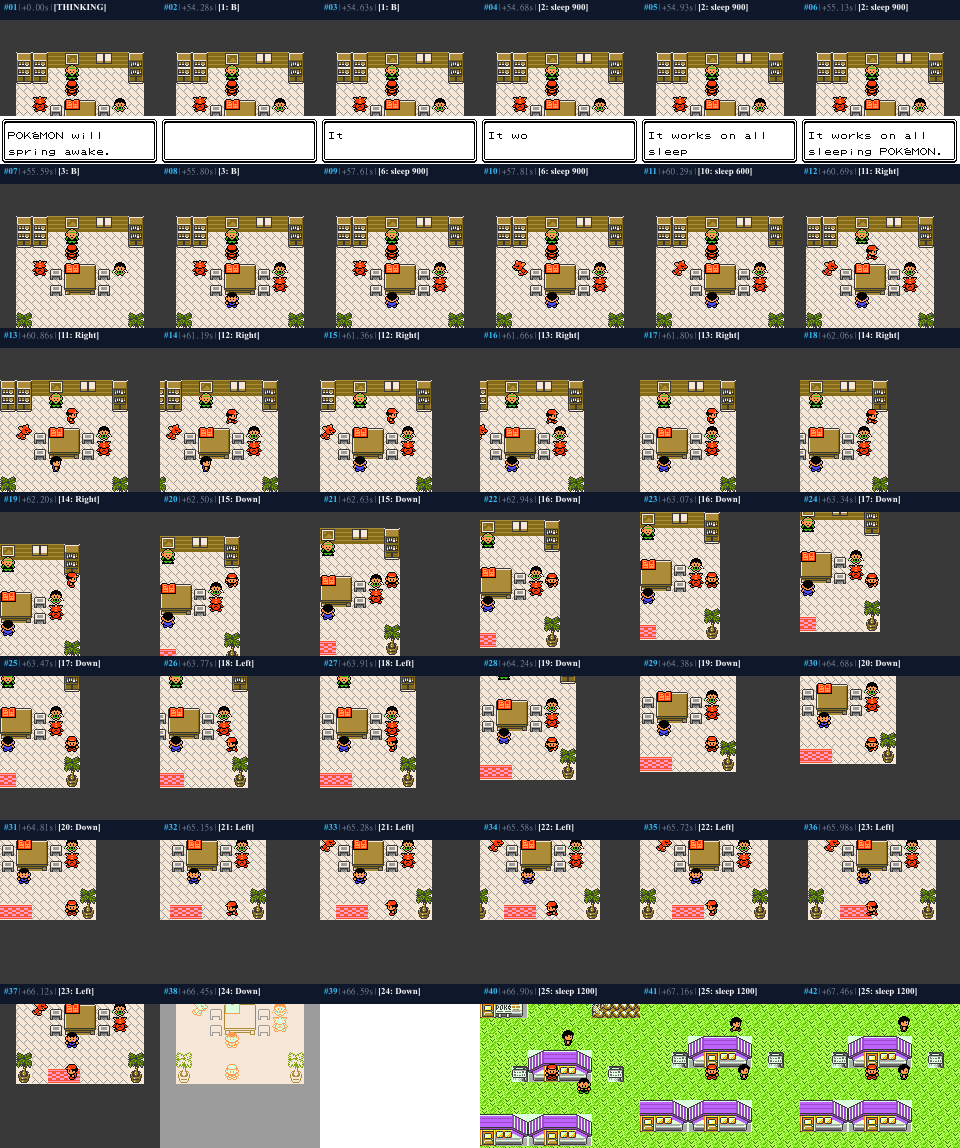 #01|+0.00s|[THINKING] #02|+54.28s|[1: B] #03|+54.63s|[1: B] #04|+54.68s|[2: sleep 900] #05|+54.93s|[2: sleep 900] #06|+55.13s|[2: sleep 900]
POKéMON will
spring awake.
It
It wo
It works on all
sleep
It works on all
sleeping POKéMON.
#07|+55.59s|[3: B] #08|+55.80s|[3: B] #09|+57.61s|[6: sleep 900] #10|+57.81s|[6: sleep 900] #11|+60.29s|[10: sleep 600] #12|+60.69s|[11: Right]
#13|+60.86s|[11: Right] #14|+61.19s|[12: Right] #15|+61.36s|[12: Right] #16|+61.66s|[13: Right] #17|+61.80s|[13: Right] #18|+62.06s|[14: Right]
#19|+62.20s|[14: Right] #20|+62.50s|[15: Down] #21|+62.63s|[15: Down] #22|+62.94s|[16: Down] #23|+63.07s|[16: Down] #24|+63.34s|[17: Down]
#25|+63.47s|[17: Down] #26|+63.77s|[18: Left] #27|+63.91s|[18: Left] #28|+64.24s|[19: Down] #29|+64.38s|[19: Down] #30|+64.68s|[20: Down]
#31|+64.81s|[20: Down] #32|+65.15s|[21: Left] #33|+65.28s|[21: Left] #34|+65.58s|[22: Left] #35|+65.72s|[22: Left] #36|+65.98s|[23: Left]
#37|+66.12s|[23: Left] #38|+66.45s|[24: Down] #39|+66.59s|[24: Down] #40|+66.90s|[25: sleep 1200] #41|+67.16s|[25: sleep 1200] #42|+67.46s|[25: sleep 1200]
POKé